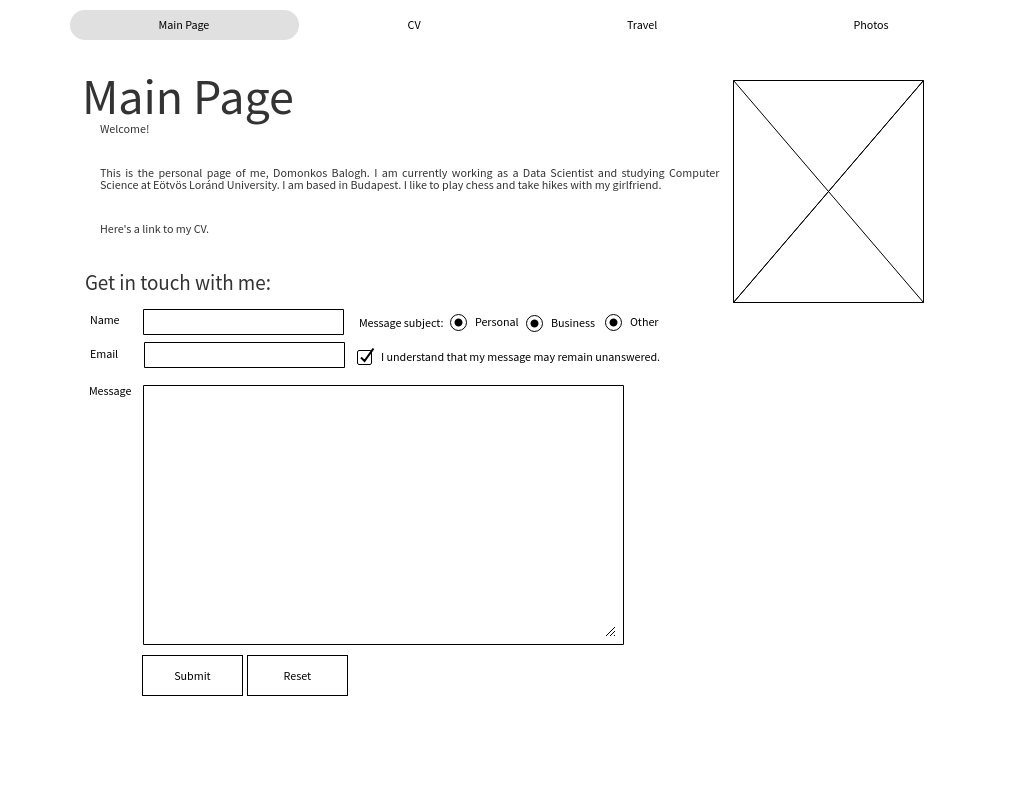 Main Page CV Travel Photos
Main Page
Welcome!
This is the personal page of me, Domonkos Balogh. I am currently working as a Data Scientist and studying Computer
Science at Eötvös Loránd University. I am based in Budapest. I like to play chess and take hikes with my girlfriend.
Here's a link to my CV.
Get in touch with me:
Name
Message subject: Personal Business Other
Email
I understand that my message may remain unanswered.
Message
Submit Reset